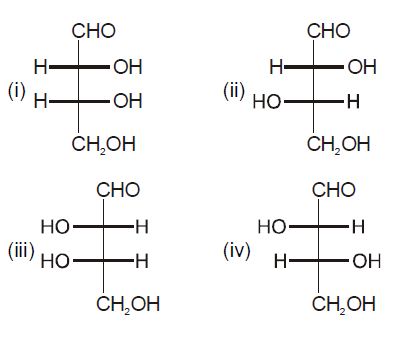 CHO CHO
H OH H OH
(i) H OH (ii) HO H
CH₂OH CH₂OH
CHO CHO
HO H HO H
(iii) HO H (iv) H OH
CH₂OH CH₂OH